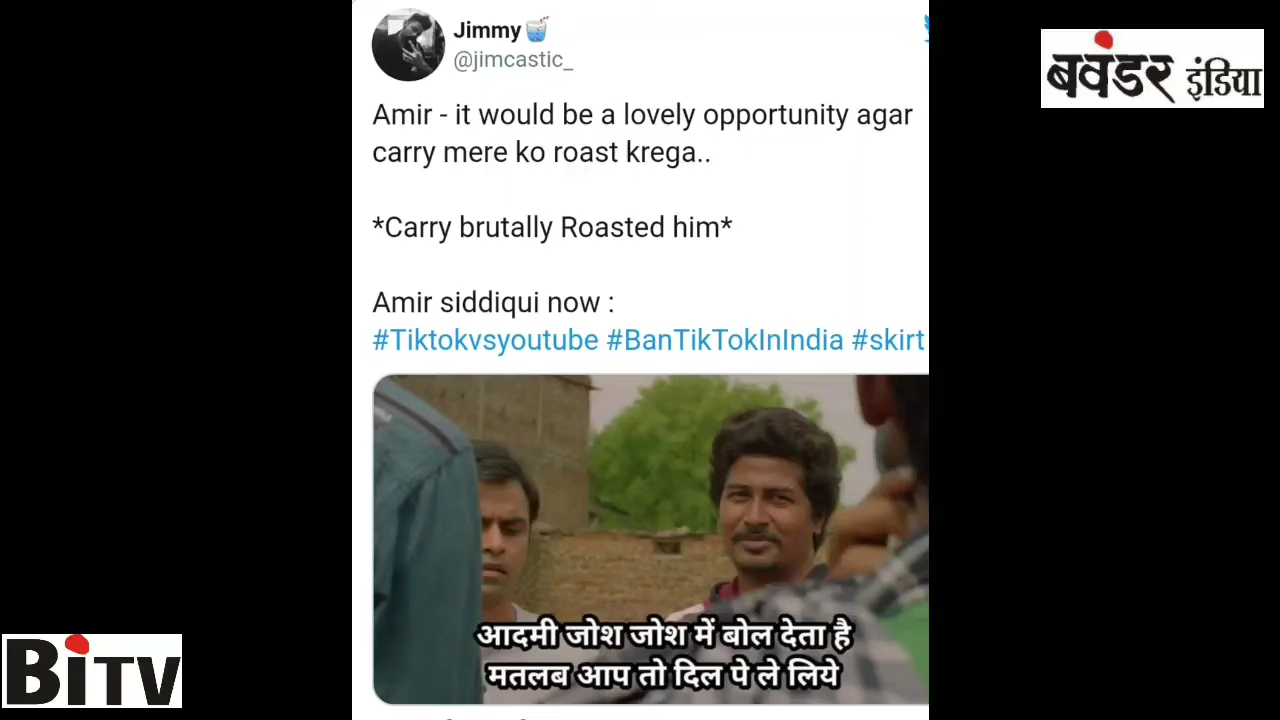 Jimmy
@jimcastic_
बवंडर इंडिया
Amir - it would be a lovely opportunity agar
carry mere ko roast krega..
*Carry brutally Roasted him*
Amir siddiqui now :
#Tiktokvsyoutube #BanTikTokInIndia #skirt
आदमी जोश जोश में बोल देता है
मतलब आप तो दिल पे ले लिये
BiTV